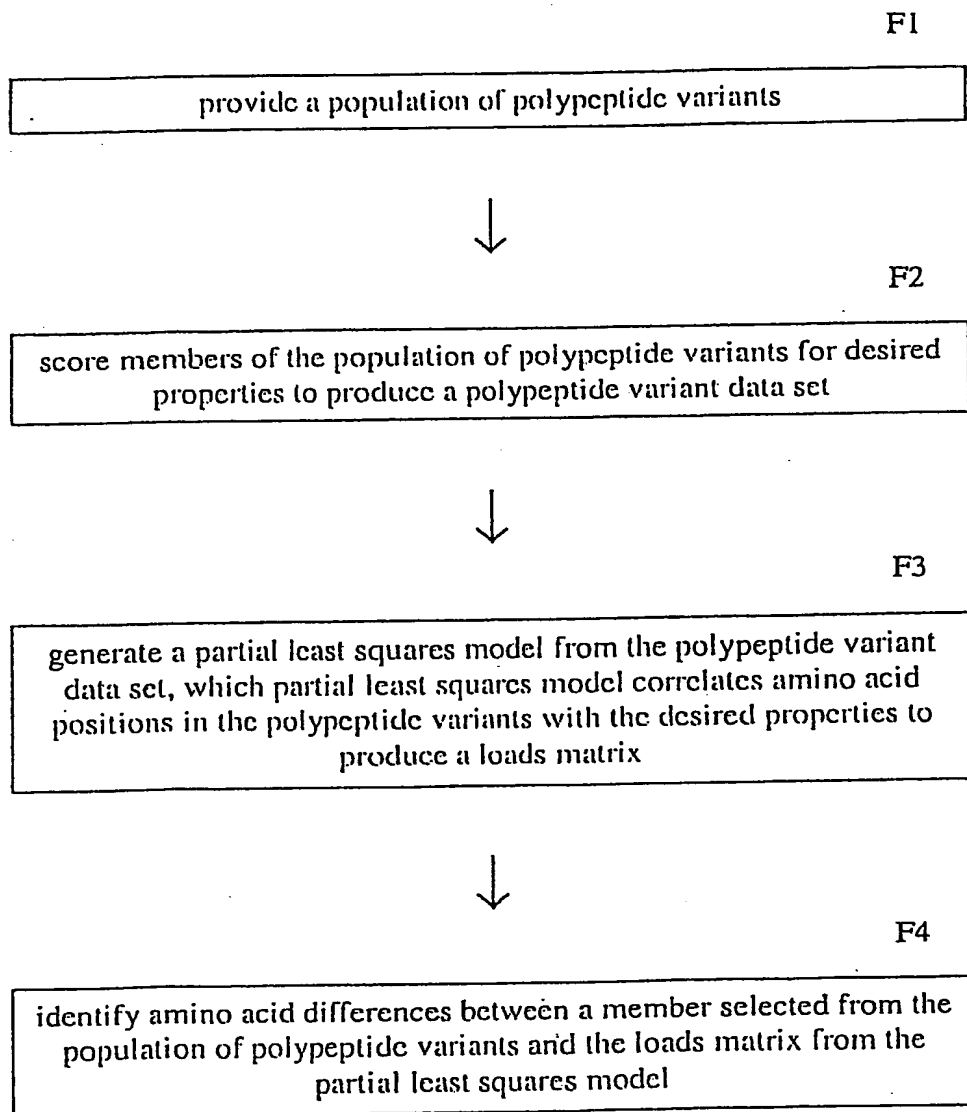 F1
provide a population of polypeptide variants
F2
score members of the population of polypeptide variants for desired
properties to produce a polypeptide variant data set
F3
generate a partial least squares model from the polypeptide variant
data set, which partial least squares model correlates amino acid
positions in the polypeptide variants with the desired properties to
produce a loads matrix
F4
identify amino acid differences between a member selected from the
population of polypeptide variants and the loads matrix from the
partial least squares model